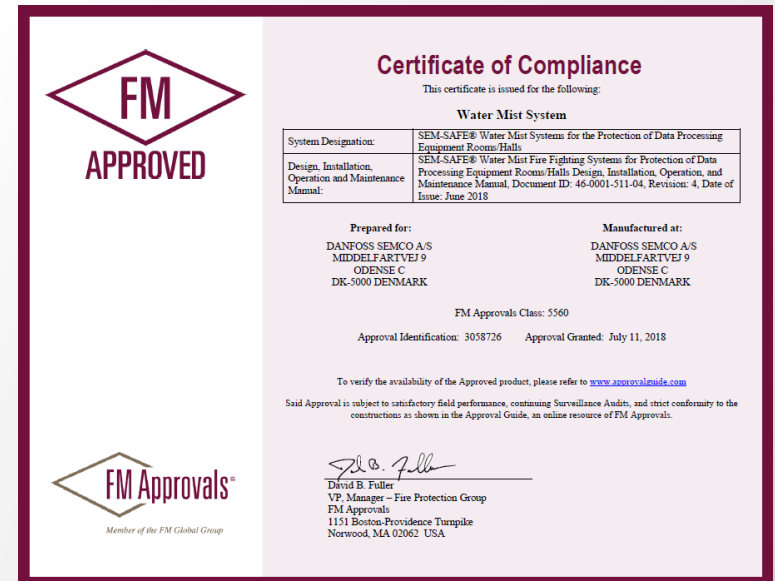 FM
APPROVED
Certificate of Compliance
This certificate is issued for the following:
Water Mist System
System Designation:
SEM-SAFE® Water Mist Systems for the Protection of Data Processing
Equipment Rooms/Halls
Design, Installation,
Operation and Maintenance
Manual:
SEM-SAFE® Water Mist Fire Fighting Systems for Protection of Data
Processing Equipment Rooms/Halls Design, Installation, Operation, and
Maintenance Manual, Document ID: 46-0001-511-04, Revision: 4, Date of
Issue: June 2018
Prepared for:
DANFOSS SEMCO A/S
MIDDELFARTVEJ 9
ODENSE C
DK-5000 DENMARK
Manufactured at:
DANFOSS SEMCO A/S
MIDDELFARTVEJ 9
ODENSE C
DK-5000 DENMARK
FM Approvals Class: 5560
Approval Identification: 3058726 Approval Granted: July 11, 2018
To verify the availability of the Approved product, please refer to www.approvalguide.com
Said Approval is subject to satisfactory field performance, continuing Surveillance Audits, and strict conformity to the
constructions as shown in the Approval Guide, an online resource of FM Approvals.
David B. Fuller
VP, Manager – Fire Protection Group
FM Approvals
1151 Boston-Providence Turnpike
Norwood, MA 02062 USA
FM Approvals®
Member of the FM Global Group